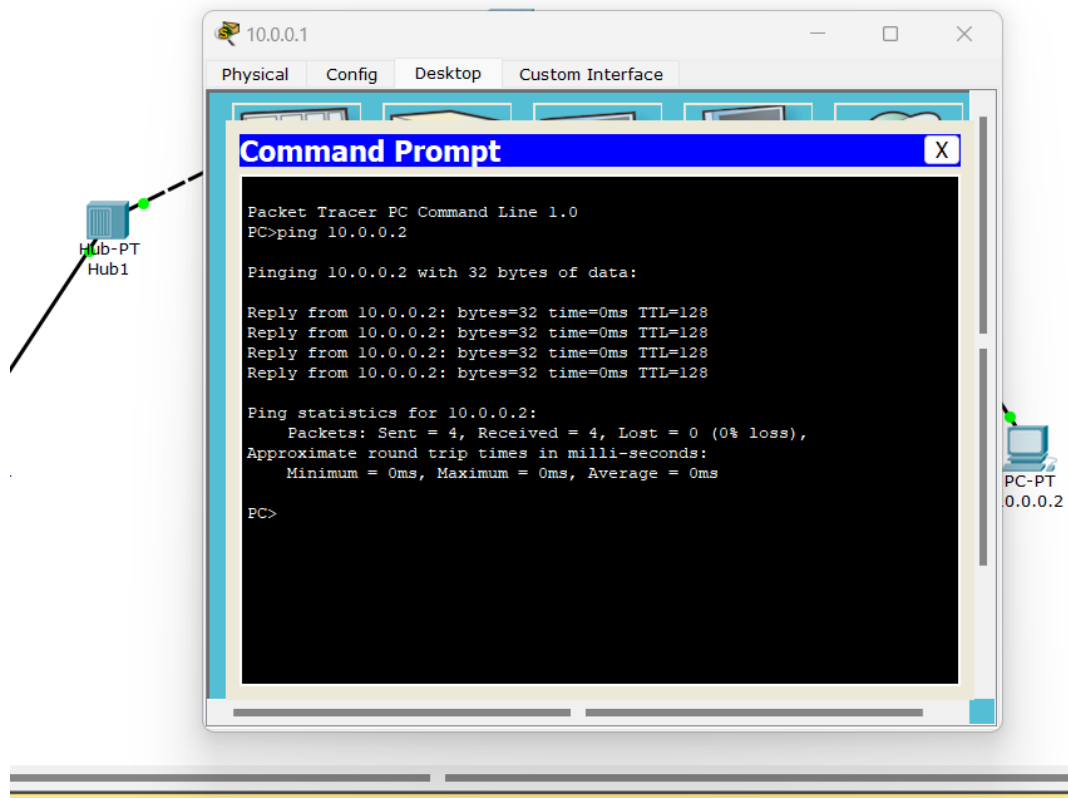 10.0.0.1
Physical Config Desktop Custom Interface
Command Prompt
X
Packet Tracer PC Command Line 1.0
PC>ping 10.0.0.2
Pinging 10.0.0.2 with 32 bytes of data:
Reply from 10.0.0.2: bytes=32 time=0ms TTL=128
Reply from 10.0.0.2: bytes=32 time=0ms TTL=128
Reply from 10.0.0.2: bytes=32 time=0ms TTL=128
Reply from 10.0.0.2: bytes=32 time=0ms TTL=128
Ping statistics for 10.0.0.2:
Packets: Sent = 4, Received = 4, Lost = 0 (0% loss),
Approximate round trip times in milli-seconds:
Minimum = 0ms, Maximum = 0ms, Average = 0ms
PC>
Hub-PT
Hub1
PC-PT
.0.0.2